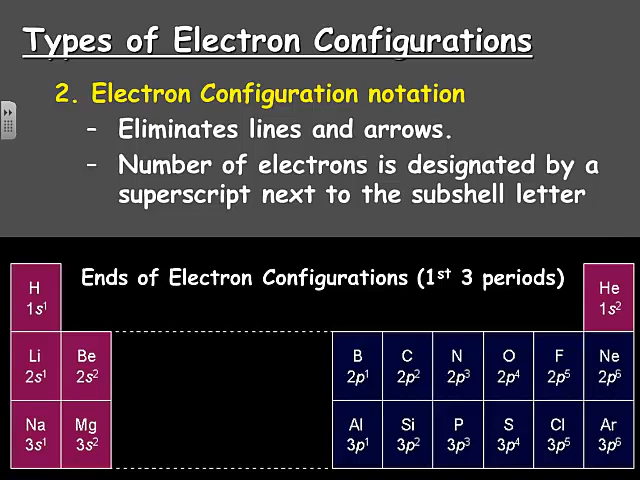 Types of Electron Configurations
2. Electron Configuration notation
– Eliminates lines and arrows.
– Number of electrons is designated by a
superscript next to the subshell letter
Ends of Electron Configurations (1ˢᵗ 3 periods)
H He
1s¹ 1s²
Li Be B C N O F Ne
2s¹ 2s² 2p¹ 2p² 2p³ 2p⁴ 2p⁵ 2p⁶
Na Mg Al Si P S Cl Ar
3s¹ 3s² 3p¹ 3p² 3p³ 3p⁴ 3p⁵ 3p⁶